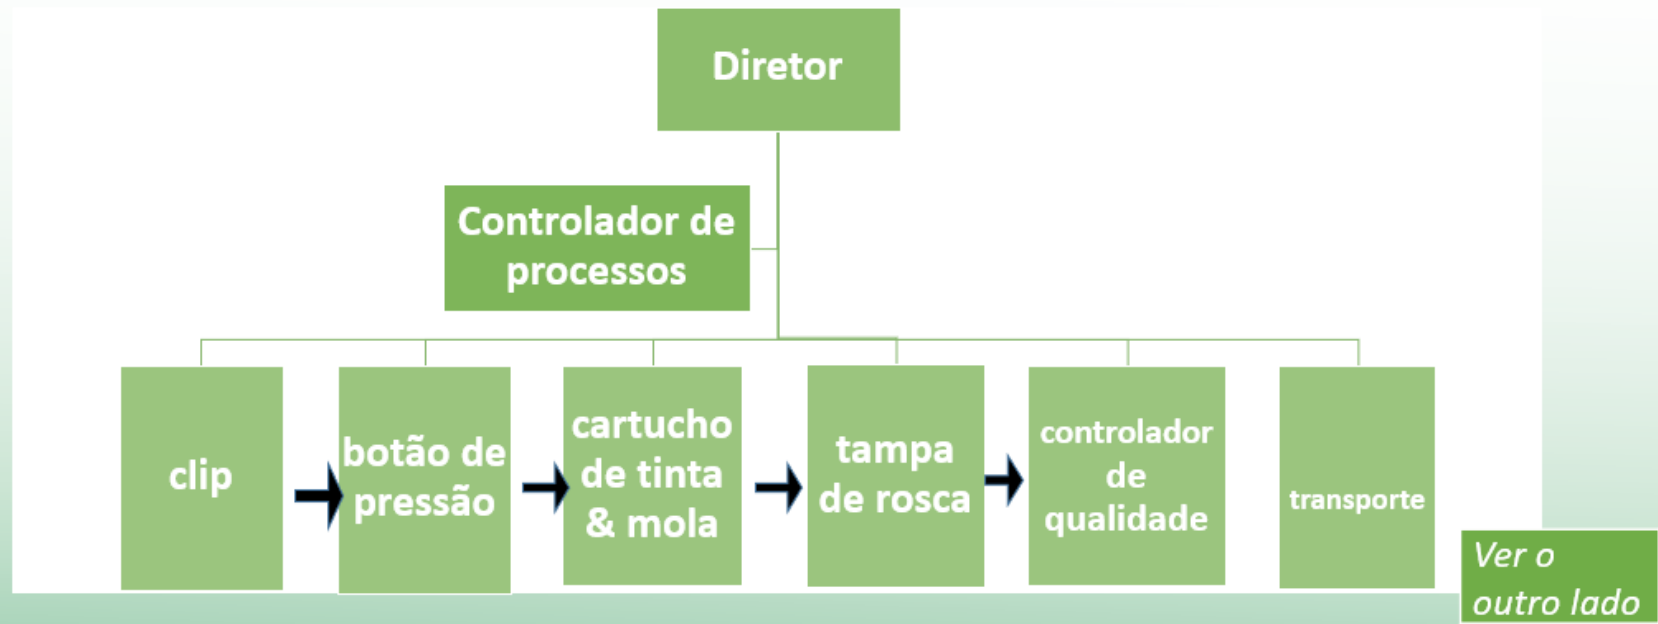 Diretor
Controlador de
processos
clip
botão de
pressão
cartucho
de tinta
& mola
tampa
de rosca
controlador
de
qualidade
transporte
Ver o
outro lado